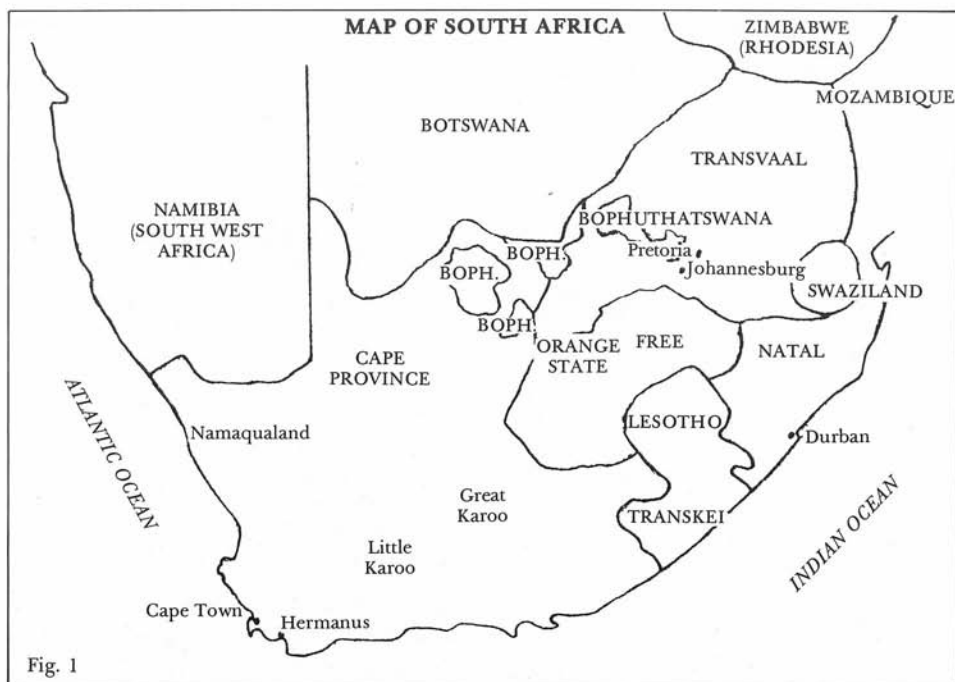 MAP OF SOUTH AFRICA
ZIMBABWE
(RHODESIA)
MOZAMBIQUE
BOTSWANA
TRANSVAAL
NAMIBIA
(SOUTH WEST
AFRICA)
BOPHUTHATSWANA
BOPH.
Pretoria
BOPH.
Johannesburg
SWAZILAND
BOPH
ORANGE FREE
STATE
NATAL
CAPE
PROVINCE
ATLANTIC OCEAN
Namaqualand
LESOTHO
Durban
Great
Karoo
TRANSKEI
INDIAN OCEAN
Little
Karoo
Cape Town
Hermanus
Fig. 1